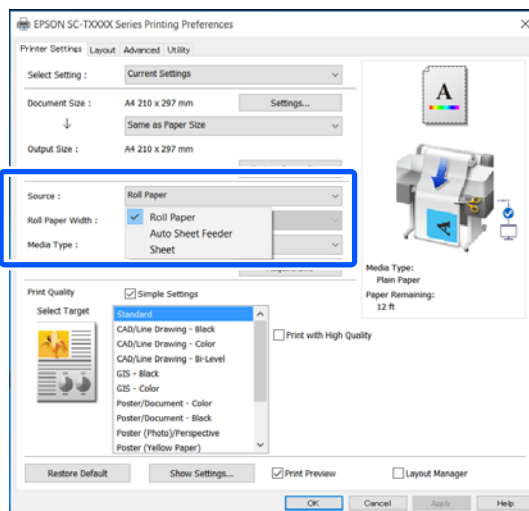 EPSON SC-TXXXX Series Printing Preferences
Printer Settings Layout Advanced Utility
Select Setting : Current Settings
Document Size : A4 210 x 297 mm Settings...
Same as Paper Size
Output Size : A4 210 x 297 mm
Source : Roll Paper
Roll Paper Width :
Roll Paper
Auto Sheet Feeder
Sheet
Media Type :
Media Type:
Plain Paper
Paper Remaining:
12 ft
Print Quality Simple Settings
Select Target
Standard
CAD/Line Drawing - Black
CAD/Line Drawing - Color
CAD/Line Drawing - Bi-Level
GIS - Black
GIS - Color
Poster/Document - Color
Poster/Document - Black
Poster (Photo)/Perspective
Poster (Yellow Paper)
Print with High Quality
A
A
Restore Default Show Settings... Print Preview Layout Manager
OK Cancel Apply Help